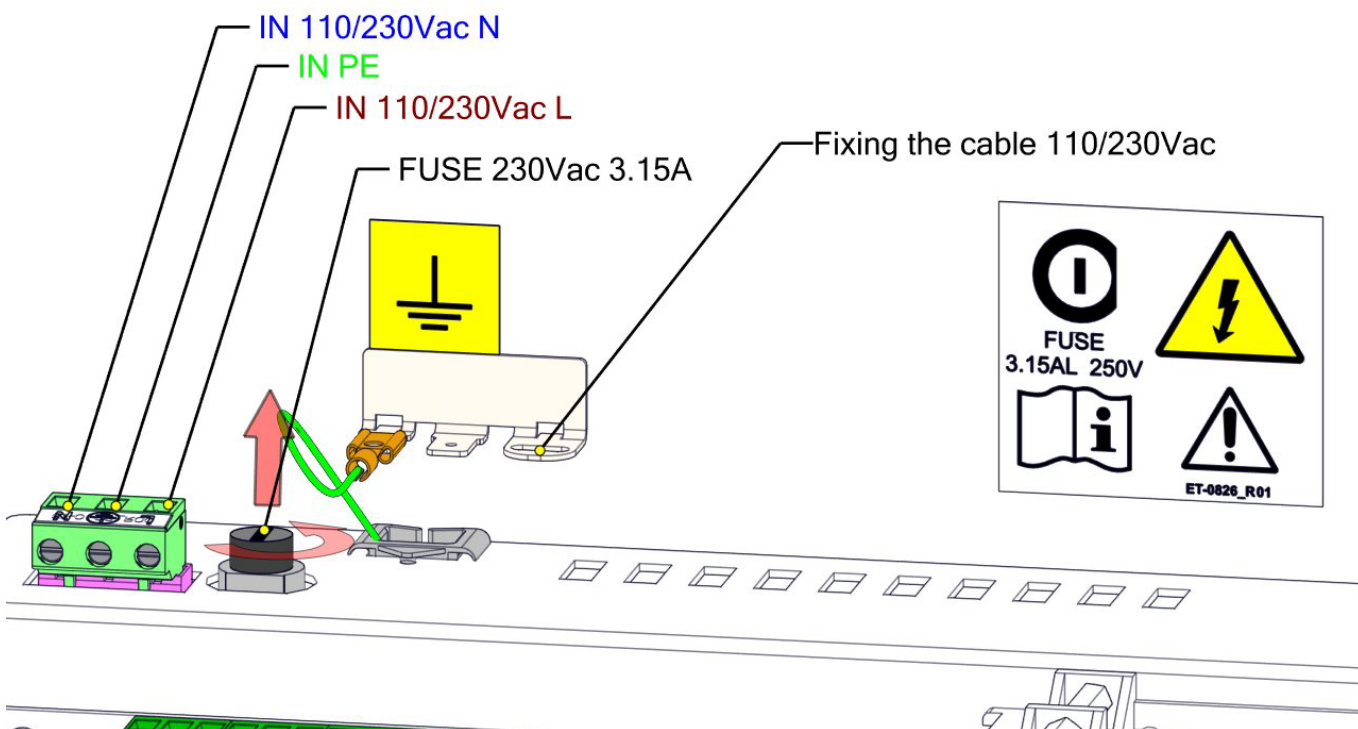 IN 110/230Vac N
IN PE
IN 110/230Vac L
FUSE 230Vac 3.15A
Fixing the cable 110/230Vac
FUSE
3.15AL 250V
i
ET-0826_R01
N
L